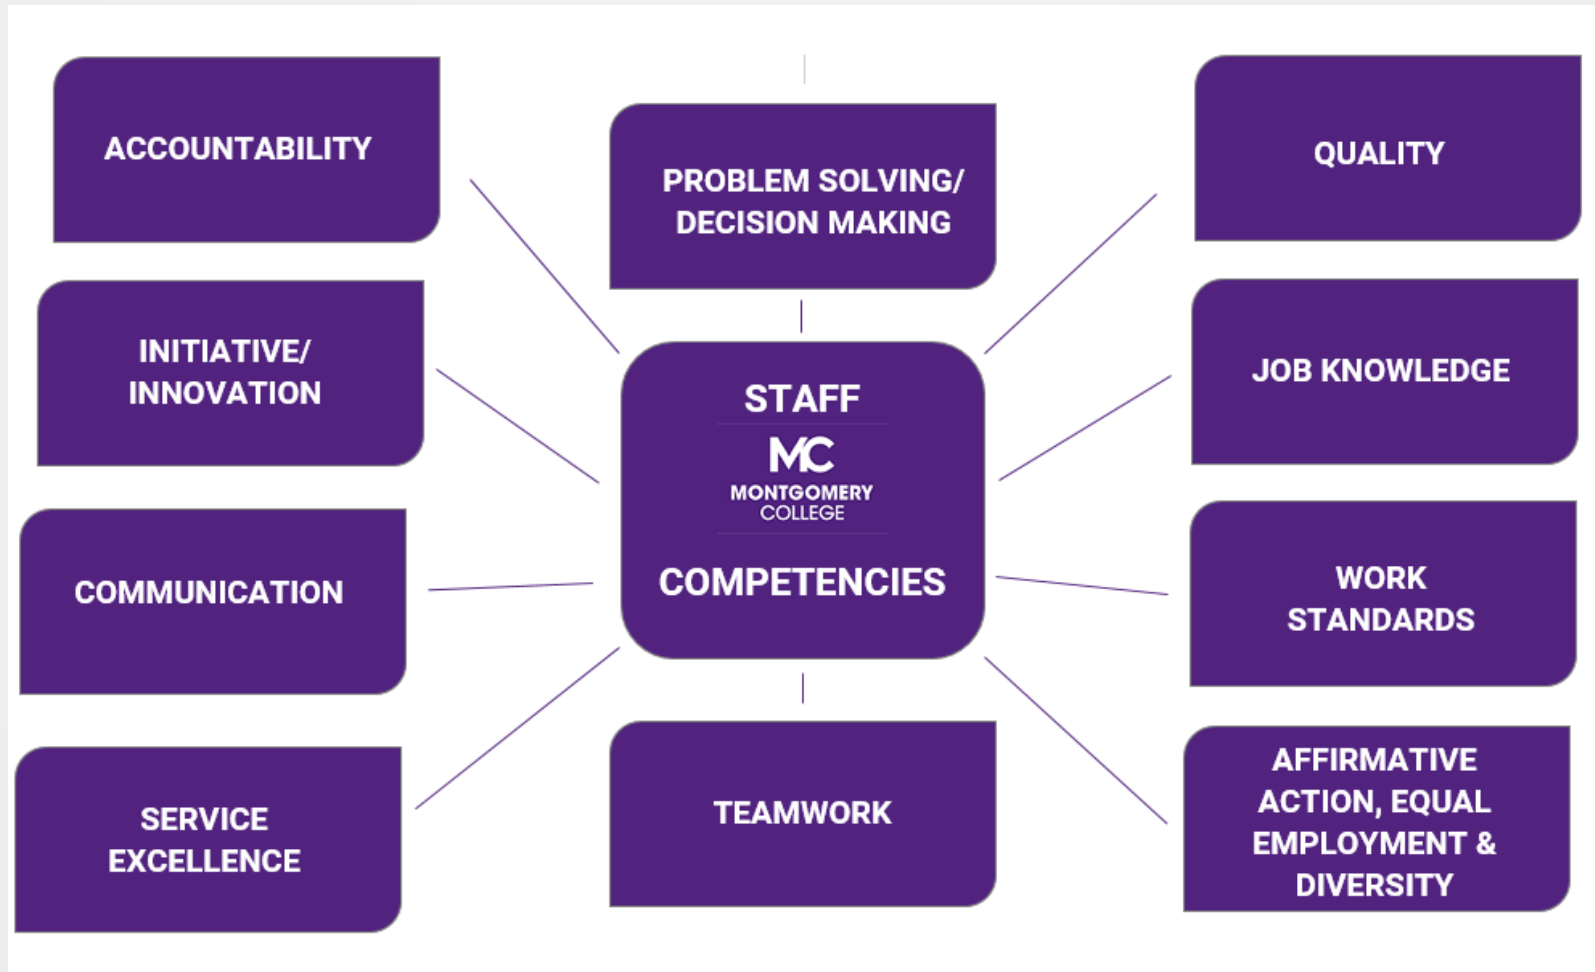 ACCOUNTABILITY
PROBLEM SOLVING/
DECISION MAKING
QUALITY
INITIATIVE/
INNOVATION
JOB KNOWLEDGE
STAFF
MC
MONTGOMERY
COLLEGE
COMPETENCIES
COMMUNICATION
WORK
STANDARDS
SERVICE
EXCELLENCE
TEAMWORK
AFFIRMATIVE
ACTION, EQUAL
EMPLOYMENT &
DIVERSITY